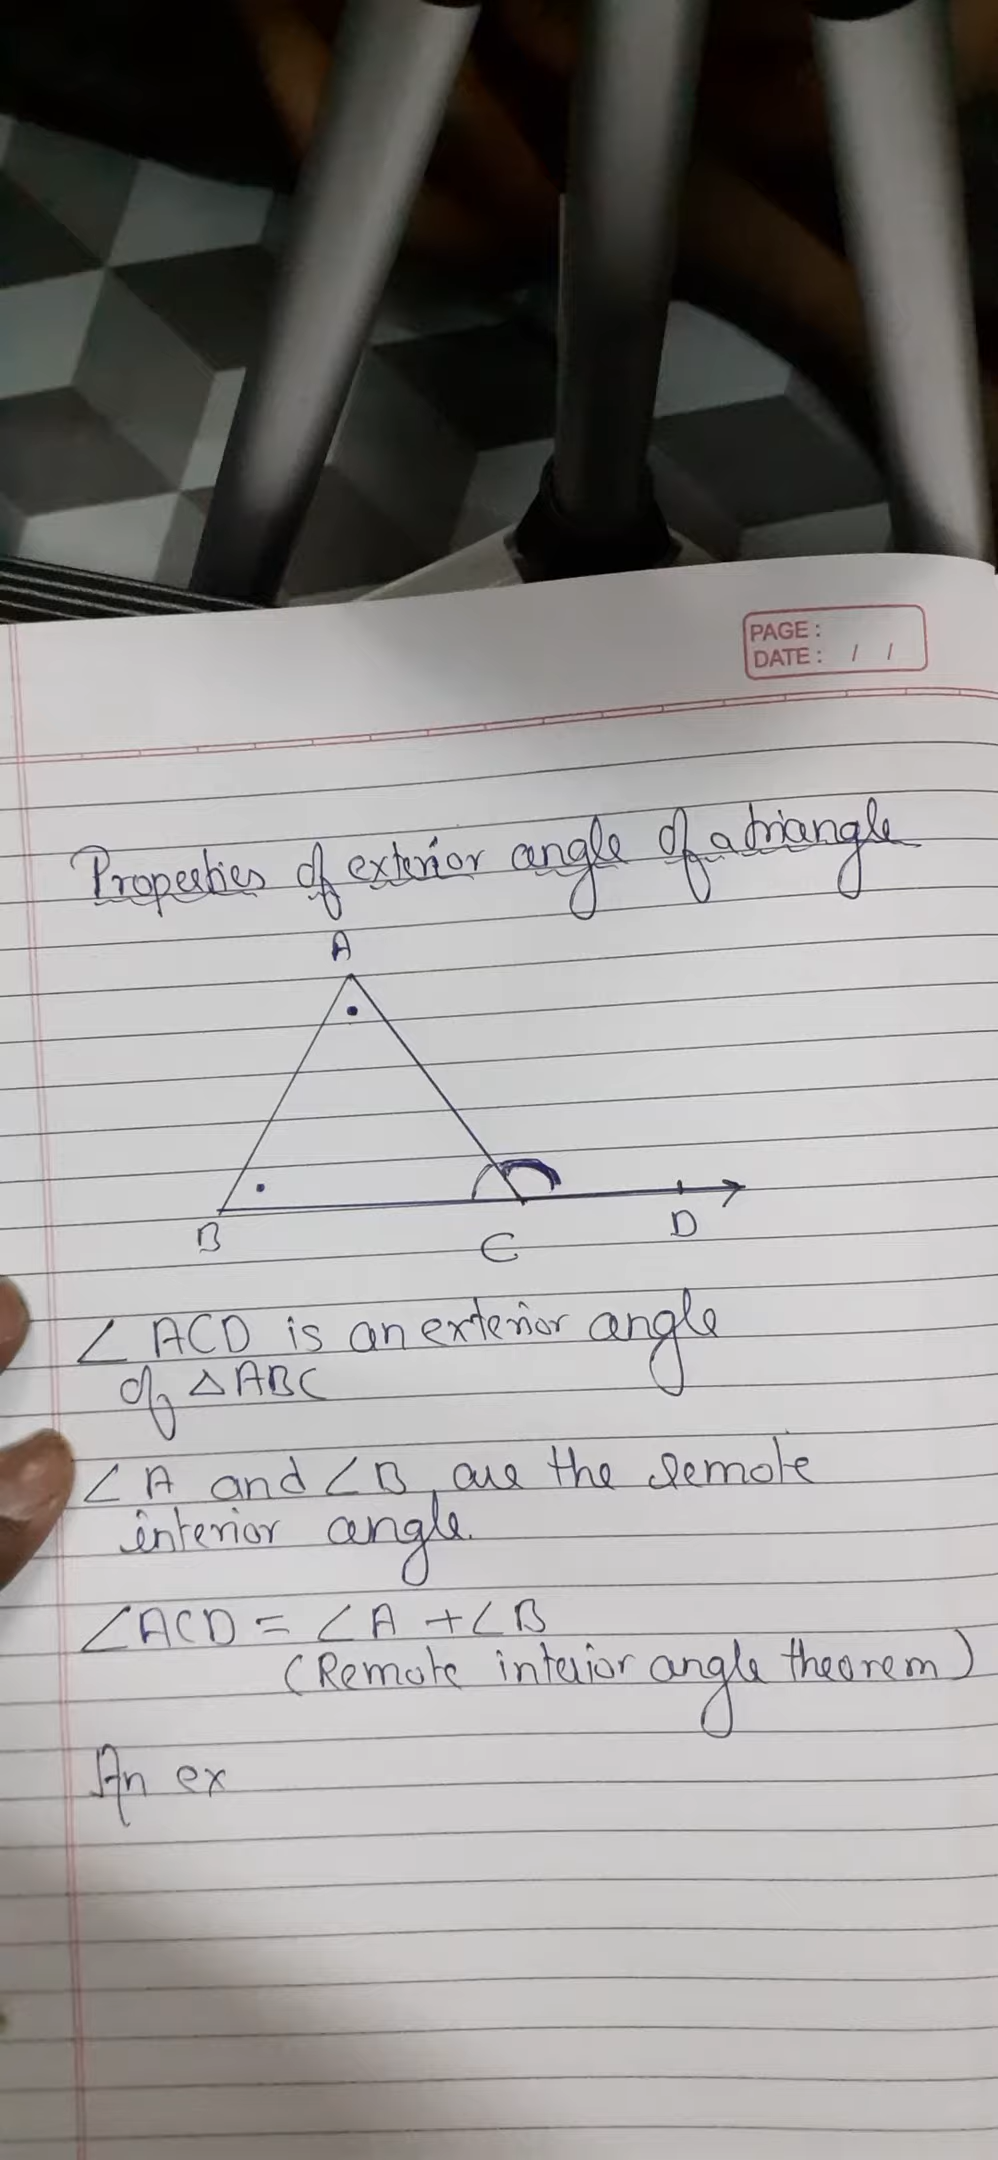 PAGE:
DATE: / /
Properties of exterior angle of a triangle
A
B
C
D
∠ ACD is an exterior angle
of △ABC
∠A and ∠B are the remote
interior angle.
∠ACD = ∠A + ∠B
(Remote interior angle theorem)
An ex